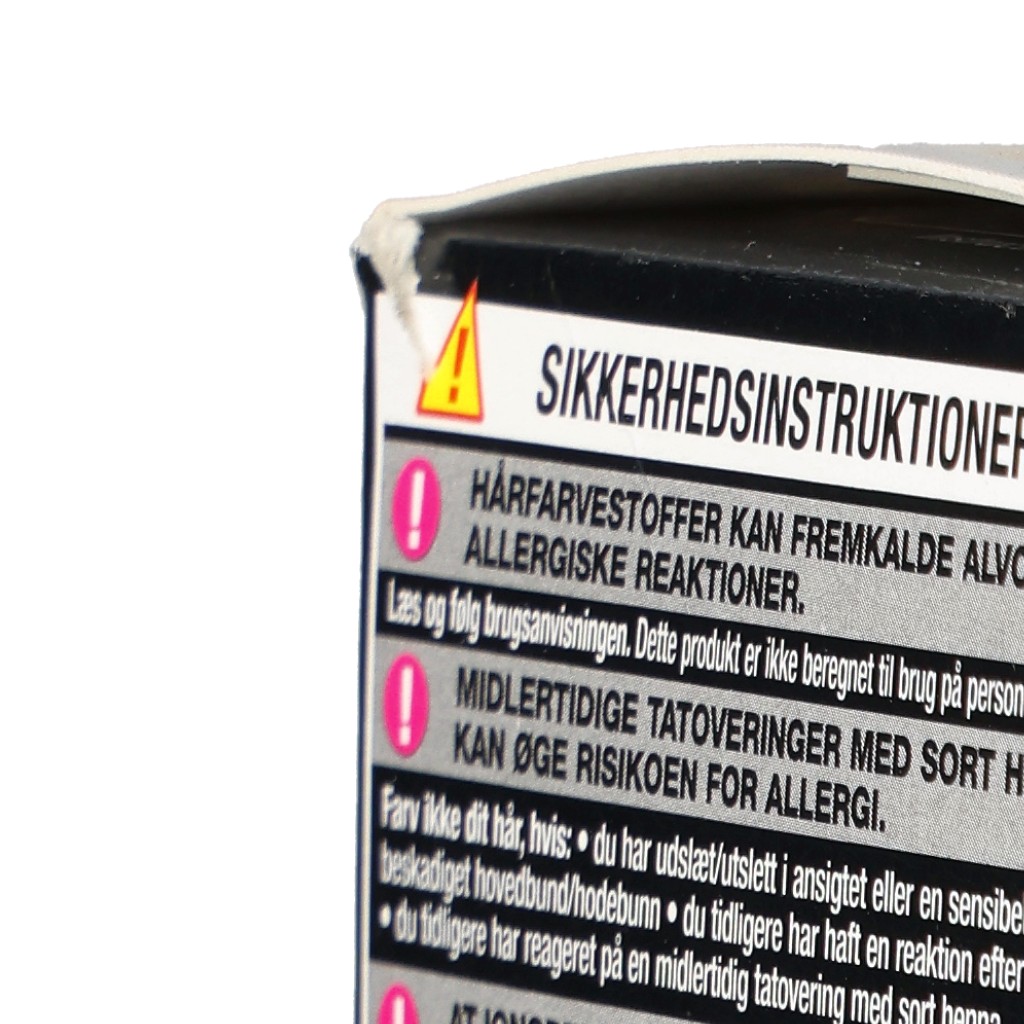 SIKKERHEDSINSTRUKTIONER
HÅRFARVESTOFFER KAN FREMKALDE
ALLERGISKE REAKTIONER.
Læs og følg brugsanvisningen. Dette produkt er ikke beregnet til brug på person
MIDLERTIDIGE TATOVERINGER MED SORT H
KAN ØGE RISIKOEN FOR ALLERGI.
Farv ikke dit hår, hvis: • du har udslæt/utslett i ansigtet eller en sensibel
beskadiget hovedbund/hodebunn • du tidligere har haft en reaktion efter
• du tidligere har reageret på en midlertidig tatovering med sort henna